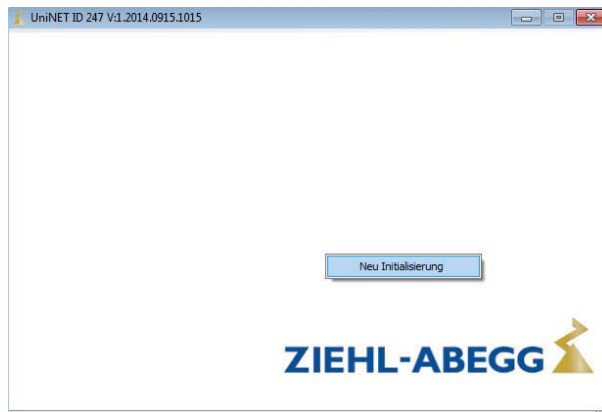 UniNET ID 247 V:1.2014.0915.1015
Neu Initialisierung
ZIEHL-ABEGG